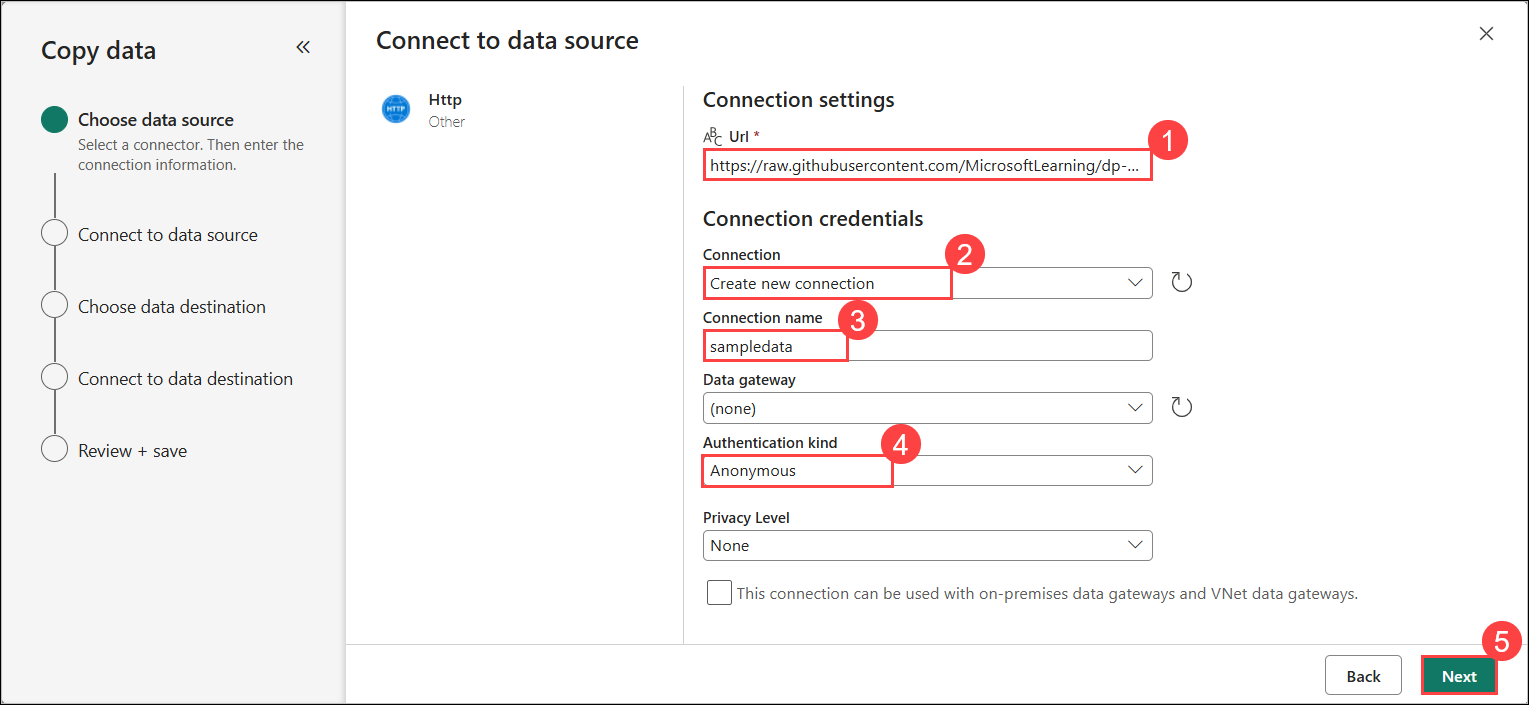 Copy data
Choose data source
Select a connector. Then enter the
connection information.
Connect to data source
Choose data destination
Connect to data destination
Review + save
Connect to data source
HTTP
Http
Other
Connection settings
ABC Url *
1
https://raw.githubusercontent.com/MicrosoftLearning/dp-...
Connection credentials
Connection
2
Create new connection
Connection name
3
sampledata
Data gateway
(none)
Authentication kind
4
Anonymous
Privacy Level
None
This connection can be used with on-premises data gateways and VNet data gateways.
5
Back
Next